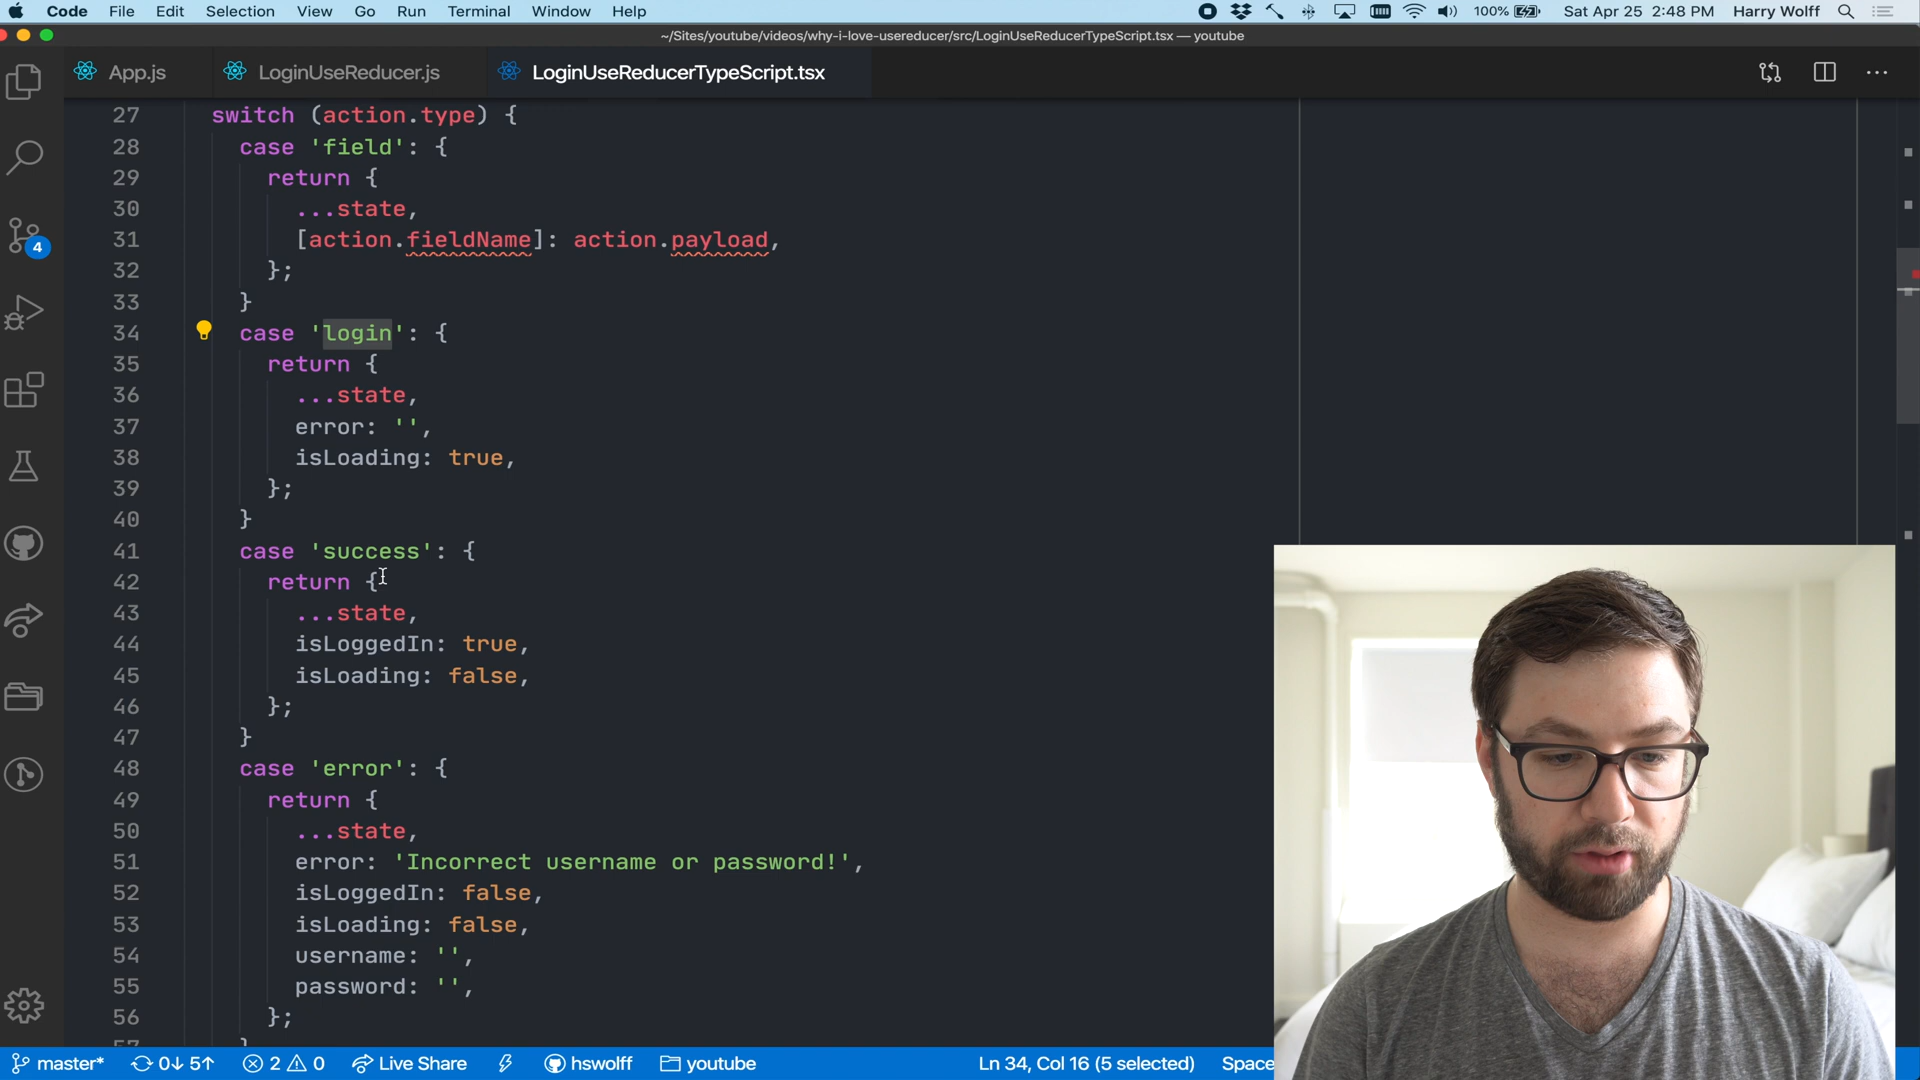 Code File Edit Selection View Go Run Terminal Window Help 100% Sat Apr 25 2:48 PM Harry Wolff
~/Sites/youtube/videos/why-i-love-usereducer/src/LoginUseReducerTypeScript.tsx — youtube
App.js LoginUseReducer.js LoginUseReducerTypeScript.tsx
27 switch (action.type) {
28 case 'field': {
29 return {
30 ...state,
31 [action.fieldName]: action.payload,
32 };
33 }
34 case 'login': {
35 return {
36 ...state,
37 error: '',
38 isLoading: true,
39 };
40 }
41 case 'success': {
42 return {
43 ...state,
44 isLoggedIn: true,
45 isLoading: false,
46 };
47 }
48 case 'error': {
49 return {
50 ...state,
51 error: 'Incorrect username or password!',
52 isLoggedIn: false,
53 isLoading: false,
54 username: '',
55 password: '',
56 };
57 }
4
master* 0↓ 5↑ 2 0 Live Share hswolff youtube Ln 34, Col 16 (5 selected) Space